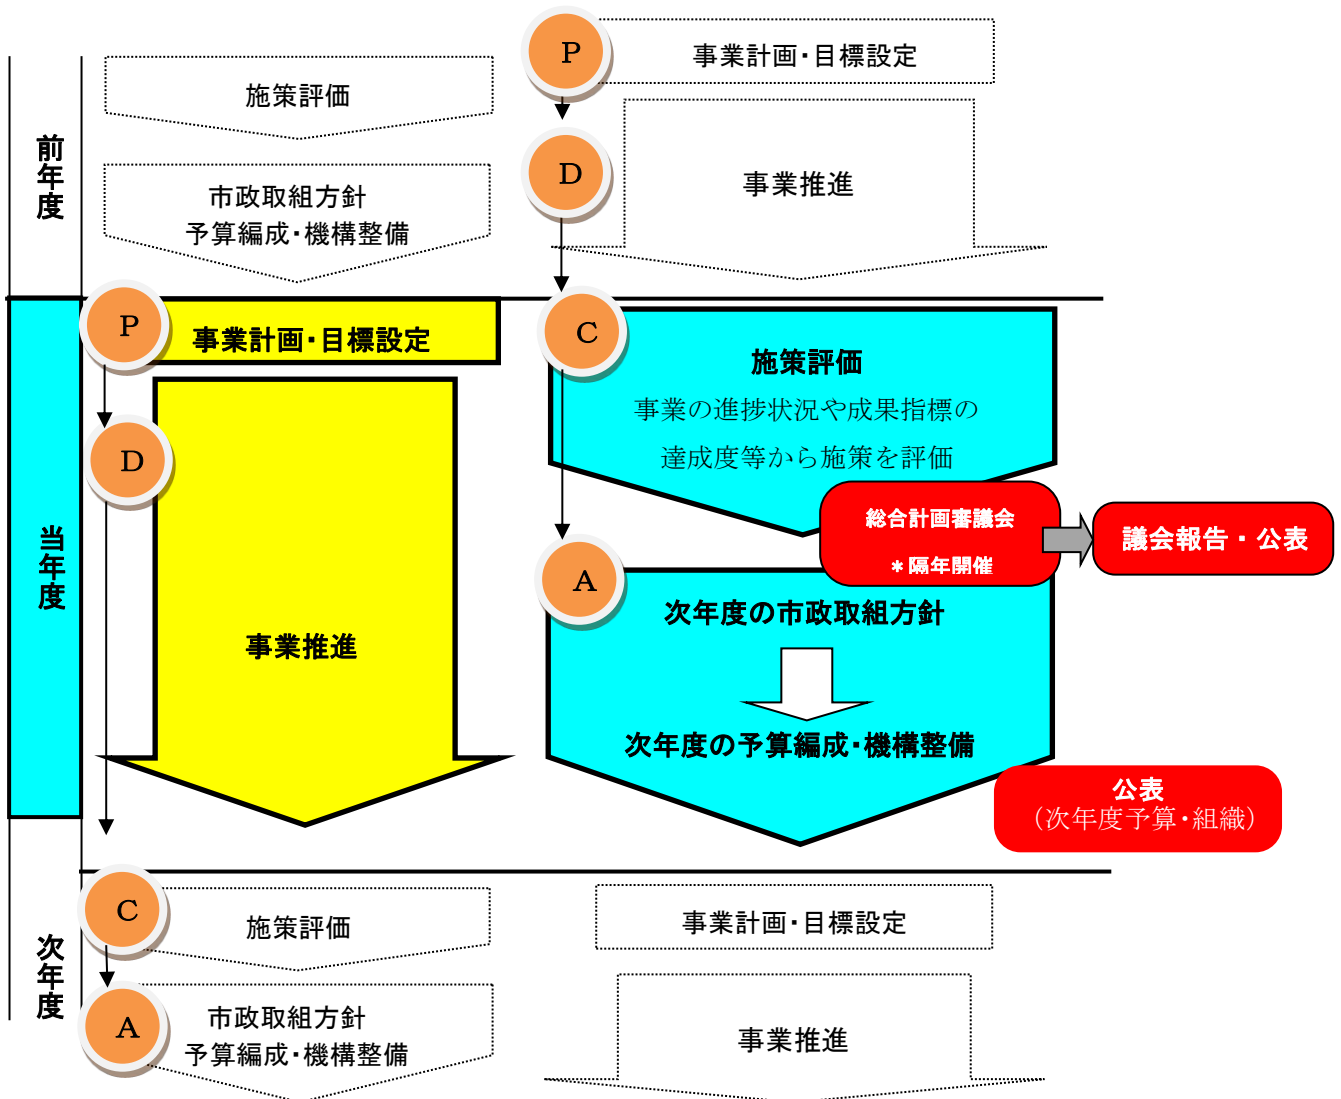 前年度
施策評価
市政取組方針
予算編成・機構整備
P
事業計画・目標設定
D
事業推進
当年度
P
事業計画・目標設定
D
事業推進
C
施策評価
事業の進捗状況や成果指標の
達成度等から施策を評価
総合計画審議会
＊隔年開催
議会報告・公表
A
次年度の市政取組方針
次年度の予算編成・機構整備
公表
（次年度予算・組織）
次年度
C
施策評価
A
市政取組方針
予算編成・機構整備
事業計画・目標設定
事業推進